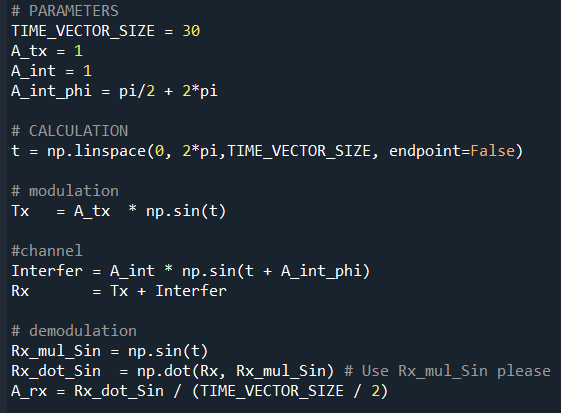 # PARAMETERS
TIME_VECTOR_SIZE = 30
A_tx = 1
A_int = 1
A_int_phi = pi/2 + 2*pi
# CALCULATION
t = np.linspace(0, 2*pi,TIME_VECTOR_SIZE, endpoint=False)
# modulation
Tx   = A_tx  * np.sin(t)
#channel
Interfer = A_int * np.sin(t + A_int_phi)
Rx       = Tx + Interfer
# demodulation
Rx_mul_Sin = np.sin(t)
Rx_dot_Sin  = np.dot(Rx, Rx_mul_Sin) # Use Rx_mul_Sin please
A_rx = Rx_dot_Sin / (TIME_VECTOR_SIZE / 2)